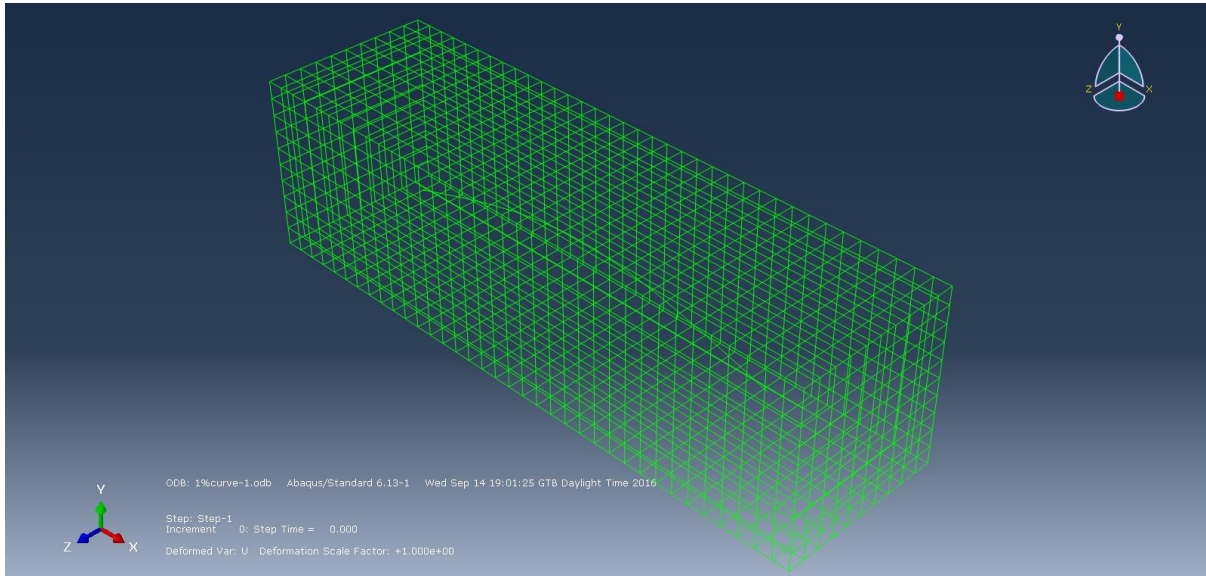 Y
Z X
ODB: 1%curve-1.odb Abaqus/Standard 6.13-1 Wed Sep 14 19:01:25 GTB Daylight Time 2016
Step: Step-1
Increment 0: Step Time = 0.000
Deformed Var: U Deformation Scale Factor: +1.000e+00
Y
Z X